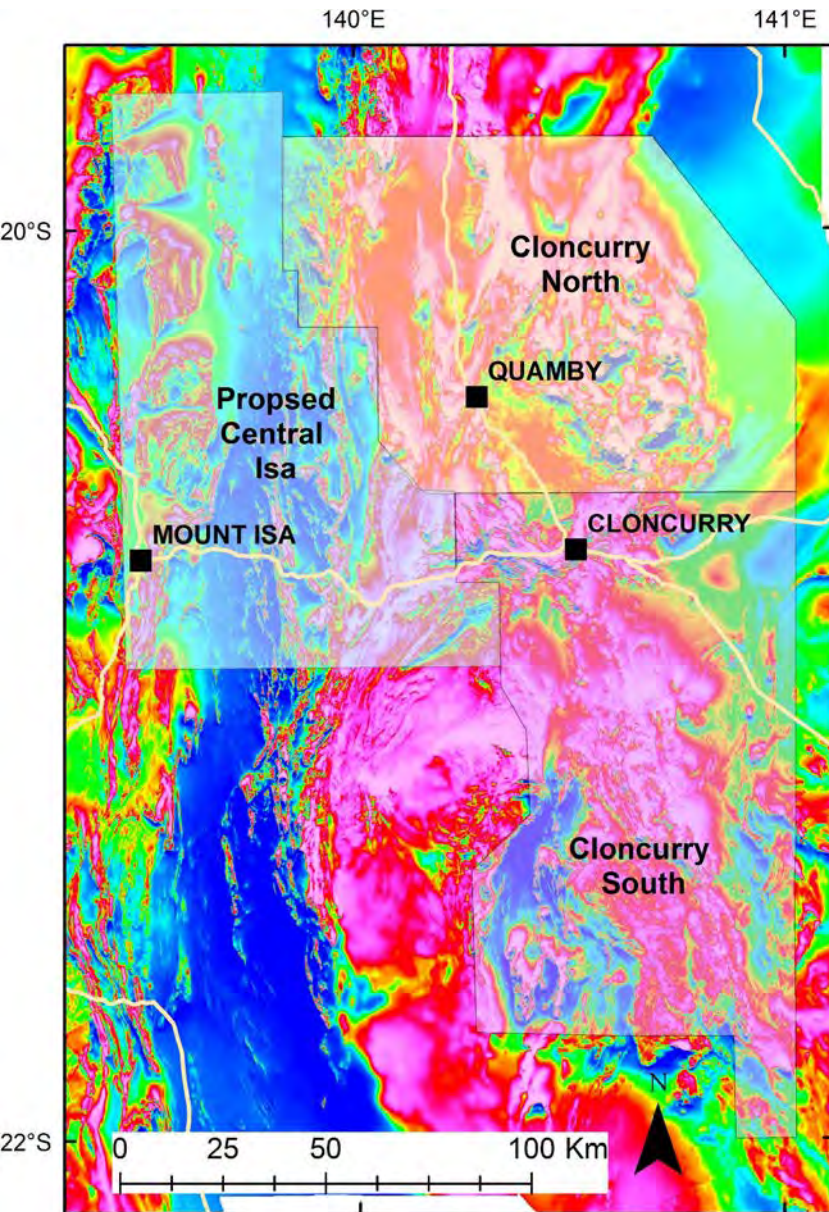 140°E
141°E
20°S
Cloncurry
North
QUAMBY
Propsed
Central
Isa
MOUNT ISA
CLONCURRY
Cloncurry
South
N
22°S
0 25 50 100 Km